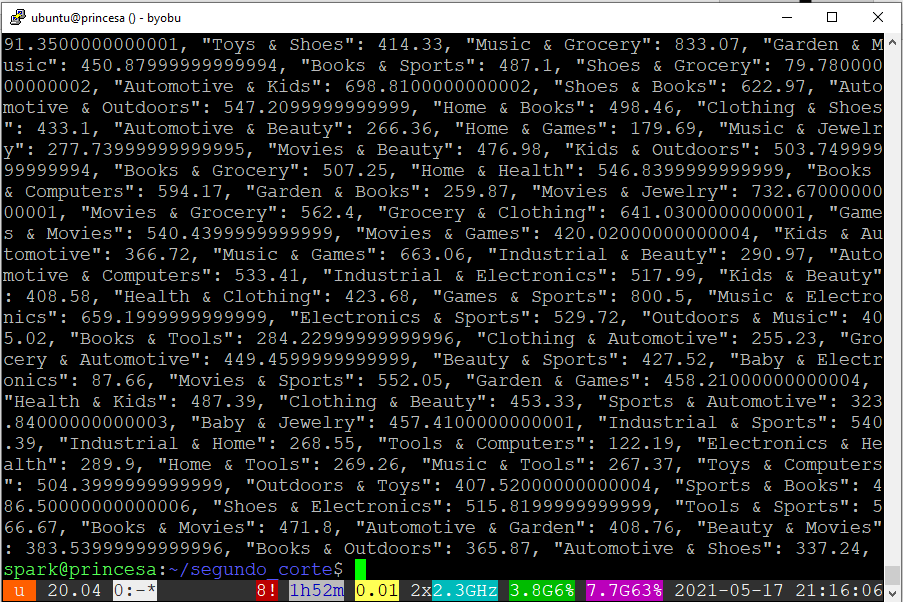 ubuntu@princesa () - byobu
91.3500000000001, "Toys & Shoes": 414.33, "Music & Grocery": 833.07, "Garden & M
usic": 450.87999999999994, "Books & Sports": 487.1, "Shoes & Grocery": 79.780000
00000002, "Automotive & Kids": 698.8100000000002, "Shoes & Books": 622.97, "Auto
motive & Outdoors": 547.2099999999999, "Home & Books": 498.46, "Clothing & Shoes
": 433.1, "Automotive & Beauty": 266.36, "Home & Games": 179.69, "Music & Jewelr
y": 277.73999999999995, "Movies & Beauty": 476.98, "Kids & Outdoors": 503.749999
99999994, "Books & Grocery": 507.25, "Home & Health": 546.8399999999999, "Books
& Computers": 594.17, "Garden & Books": 259.87, "Movies & Jewelry": 732.67000000
00001, "Movies & Grocery": 562.4, "Grocery & Clothing": 641.0300000000001, "Game
s & Movies": 540.4399999999999, "Movies & Games": 420.02000000000004, "Kids & Au
tomotive": 366.72, "Music & Games": 663.06, "Industrial & Beauty": 290.97, "Auto
motive & Computers": 533.41, "Industrial & Electronics": 517.99, "Kids & Beauty"
: 408.58, "Health & Clothing": 423.68, "Games & Sports": 800.5, "Music & Electro
nics": 659.1999999999999, "Electronics & Sports": 529.72, "Outdoors & Music": 40
5.02, "Books & Tools": 284.22999999999996, "Clothing & Automotive": 255.23, "Gro
cery & Automotive": 449.4599999999999, "Beauty & Sports": 427.52, "Baby & Electr
onics": 87.66, "Movies & Sports": 552.05, "Garden & Games": 458.21000000000004,
"Health & Kids": 487.39, "Clothing & Beauty": 453.33, "Sports & Automotive": 323
.84000000000003, "Baby & Jewelry": 457.4100000000001, "Industrial & Sports": 540
.39, "Industrial & Home": 268.55, "Tools & Computers": 122.19, "Electronics & He
alth": 289.9, "Home & Tools": 269.26, "Music & Tools": 267.37, "Toys & Computers
": 504.3999999999999, "Outdoors & Toys": 407.52000000000004, "Sports & Books": 4
86.50000000000006, "Shoes & Electronics": 515.8199999999999, "Tools & Sports": 5
66.67, "Books & Movies": 471.8, "Automotive & Garden": 408.76, "Beauty & Movies"
: 383.53999999999996, "Books & Outdoors": 365.87, "Automotive & Shoes": 337.24,
spark@princesa:~/segundo_corte$
u 20.04 0:-* 8! 1h52m 0.01 2x2.3GHz 3.8G6% 7.7G63% 2021-05-17 21:16:06